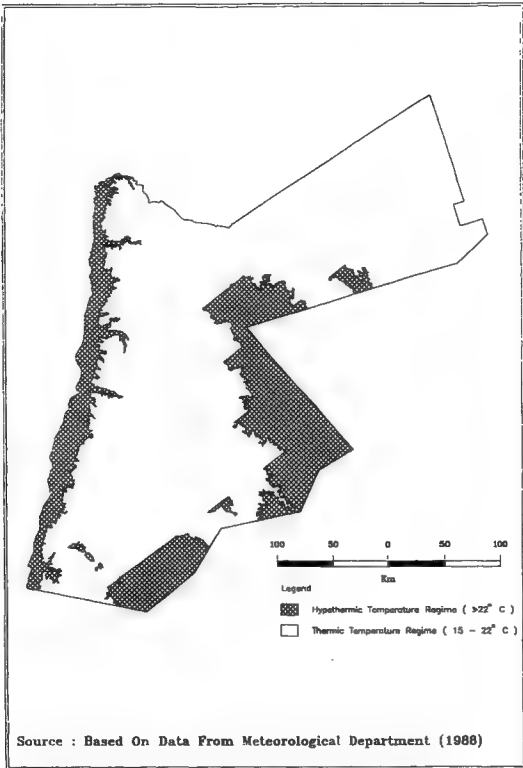 100 50 0 50 100
Km
Legend
Hypothermic Temperature Regime ( >22° C )
Thermic Temperature Regime ( 15 - 22° C )
Source : Based On Data From Meteorological Department (1988)